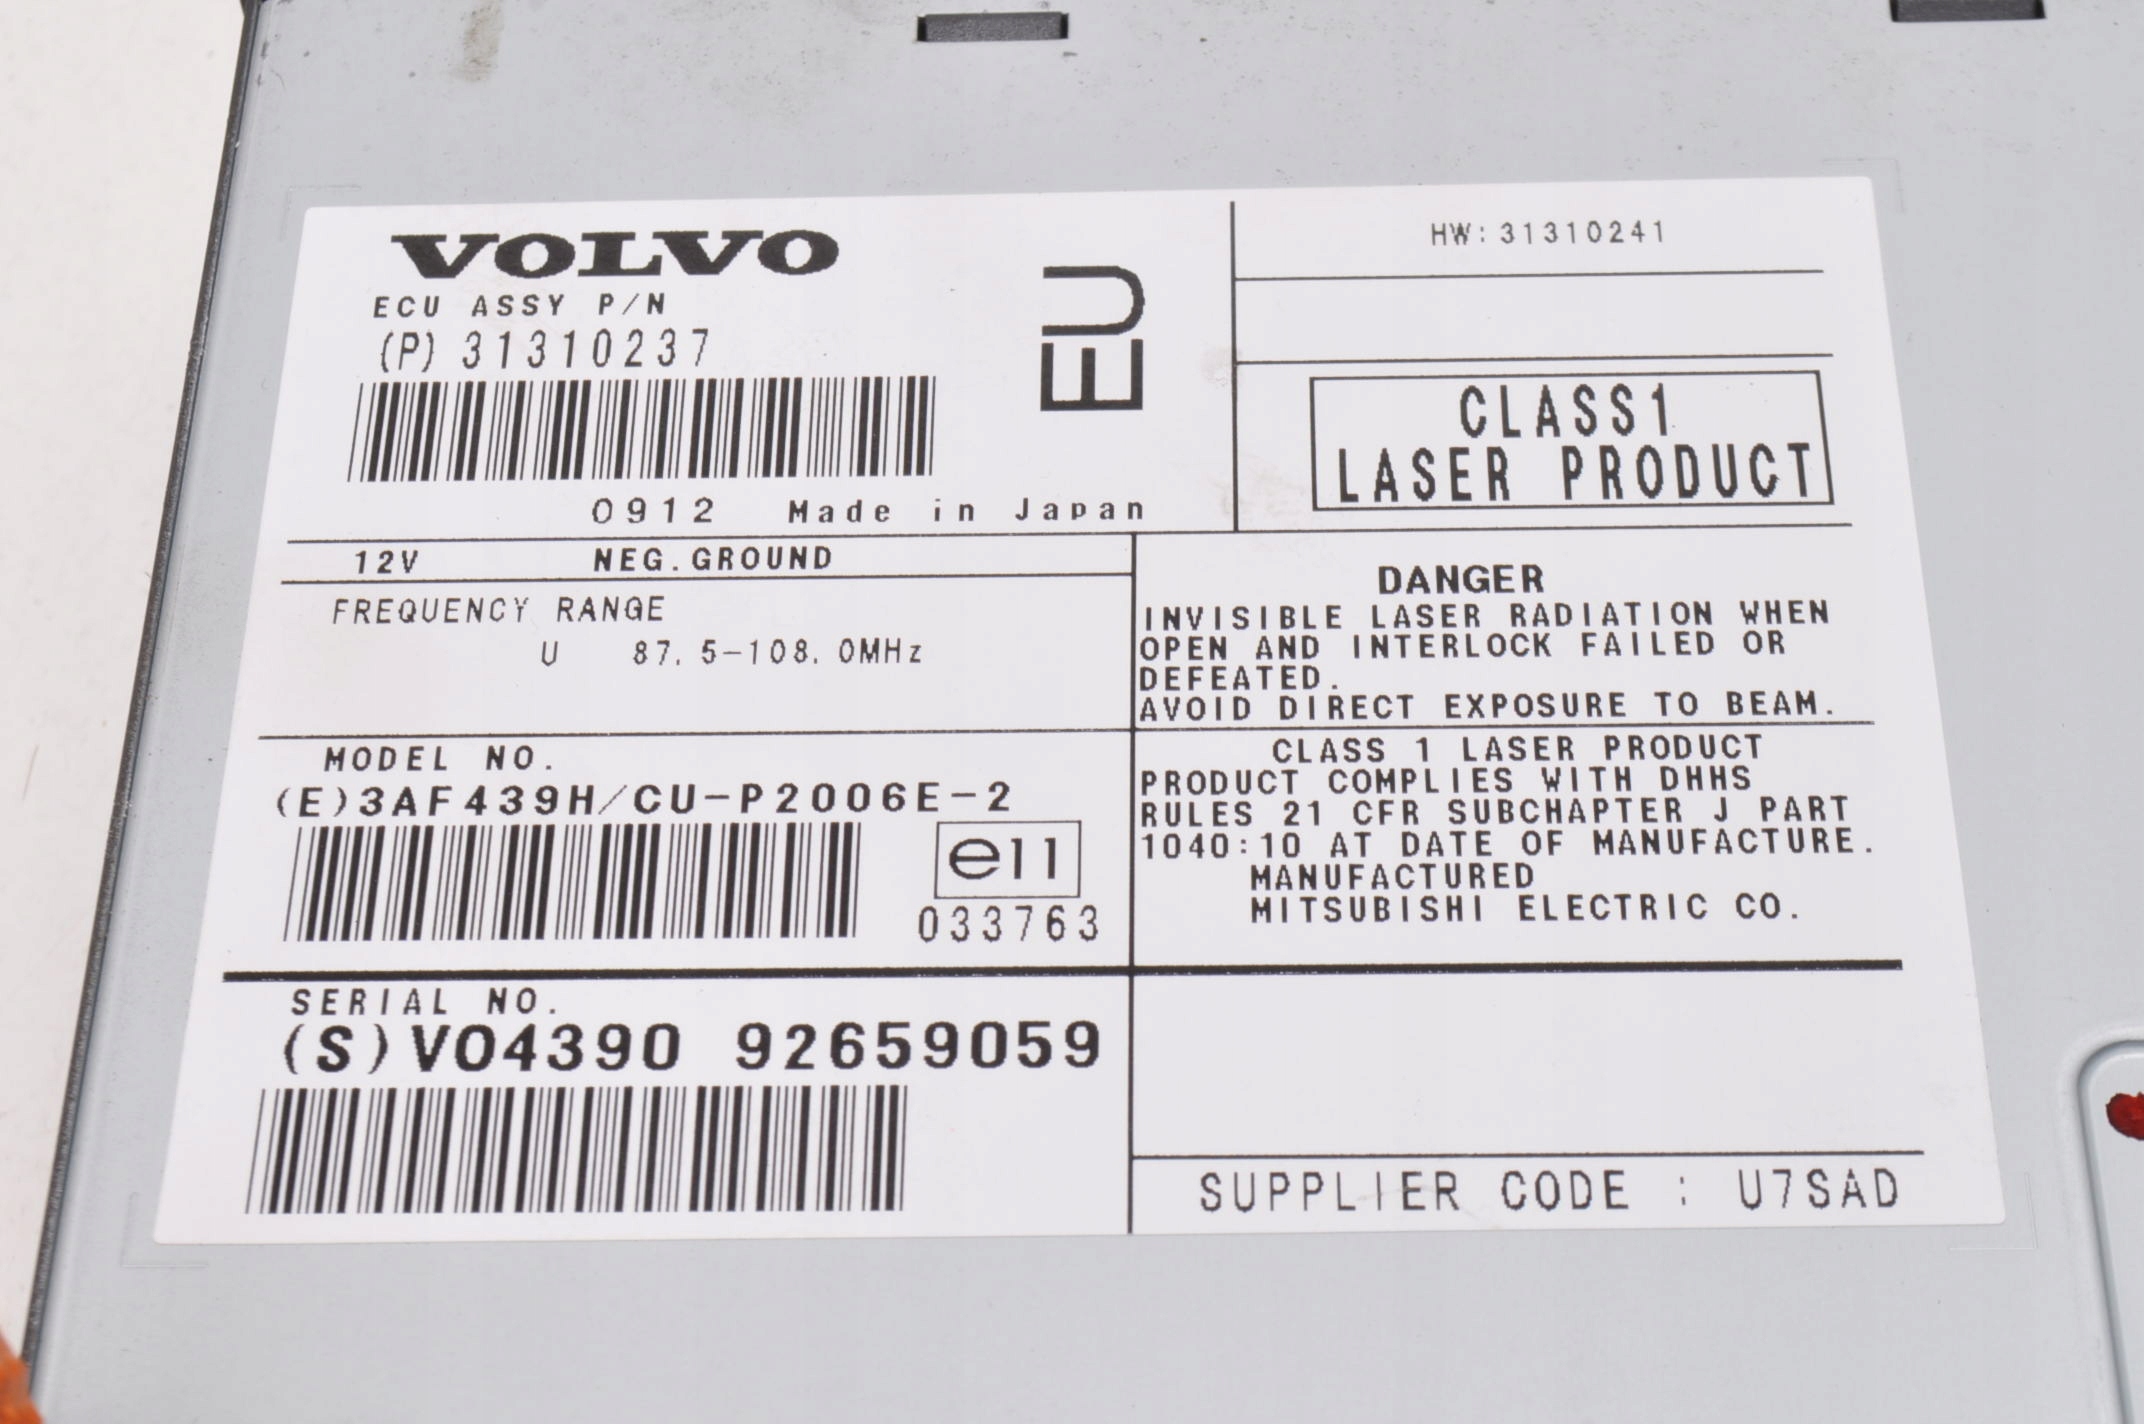 VOLVO
ECU ASSY P/N
(P) 31310237
EU
0912 Made in Japan
HW:31310241
CLASS1
LASER PRODUCT
12V NEG.GROUND
FREQUENCY RANGE
U 87.5-108.0MHz
DANGER
INVISIBLE LASER RADIATION WHEN
OPEN AND INTERLOCK FAILED OR
DEFEATED.
AVOID DIRECT EXPOSURE TO BEAM.
MODEL NO.
(E)3AF439H/CU-P2006E-2
e11
033763
CLASS 1 LASER PRODUCT
PRODUCT COMPLIES WITH DHHS
RULES 21 CFR SUBCHAPTER J PART
1040:10 AT DATE OF MANUFACTURE.
MANUFACTURED
MITSUBISHI ELECTRIC CO.
SERIAL NO.
(S)VO4390 92659059
SUPPLIER CODE : U7SAD